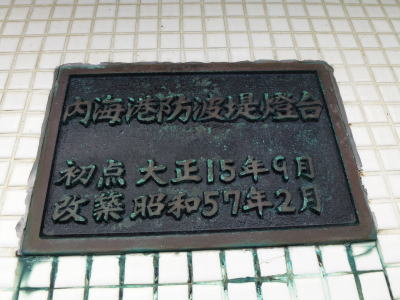 内海港防波堤燈台
初点 大正15年9月
改築 昭和57年2月